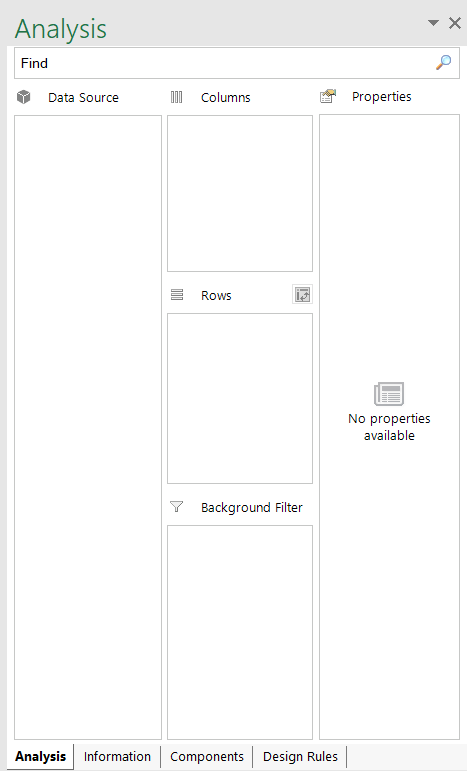 Analysis
Find
Data Source
Columns
Properties
Rows
No properties
available
Background Filter
Analysis
Information
Components
Design Rules